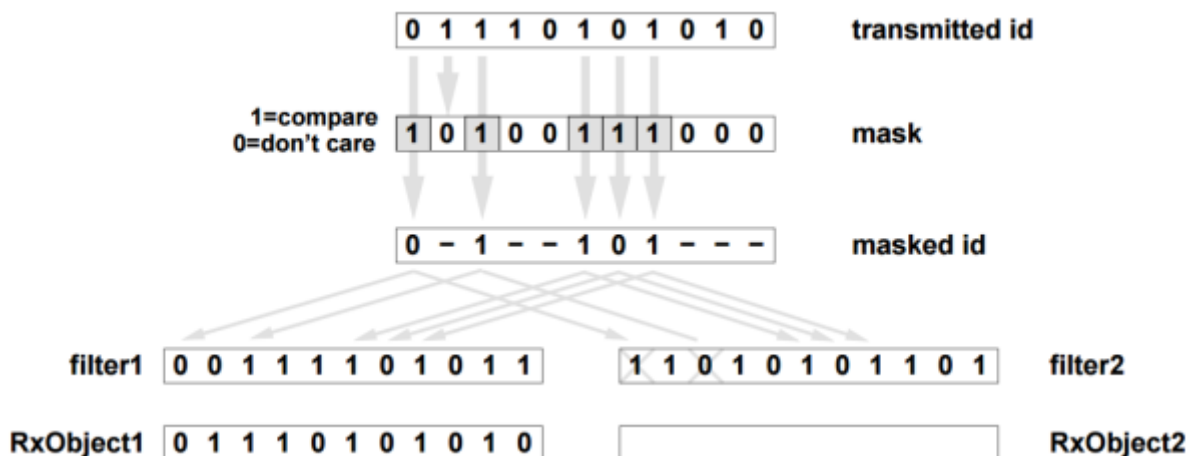 0 1 1 1 0 1 0 1 0 1 0 transmitted id
1=compare
0=don't care
1 0 1 0 0 1 1 1 0 0 0 mask
0 – 1 – – 1 0 1 – – – masked id
filter1 0 0 1 1 1 1 0 1 0 1 1 1 1 0 1 0 1 0 1 1 0 1 filter2
RxObject1 0 1 1 1 0 1 0 1 0 1 0 RxObject2